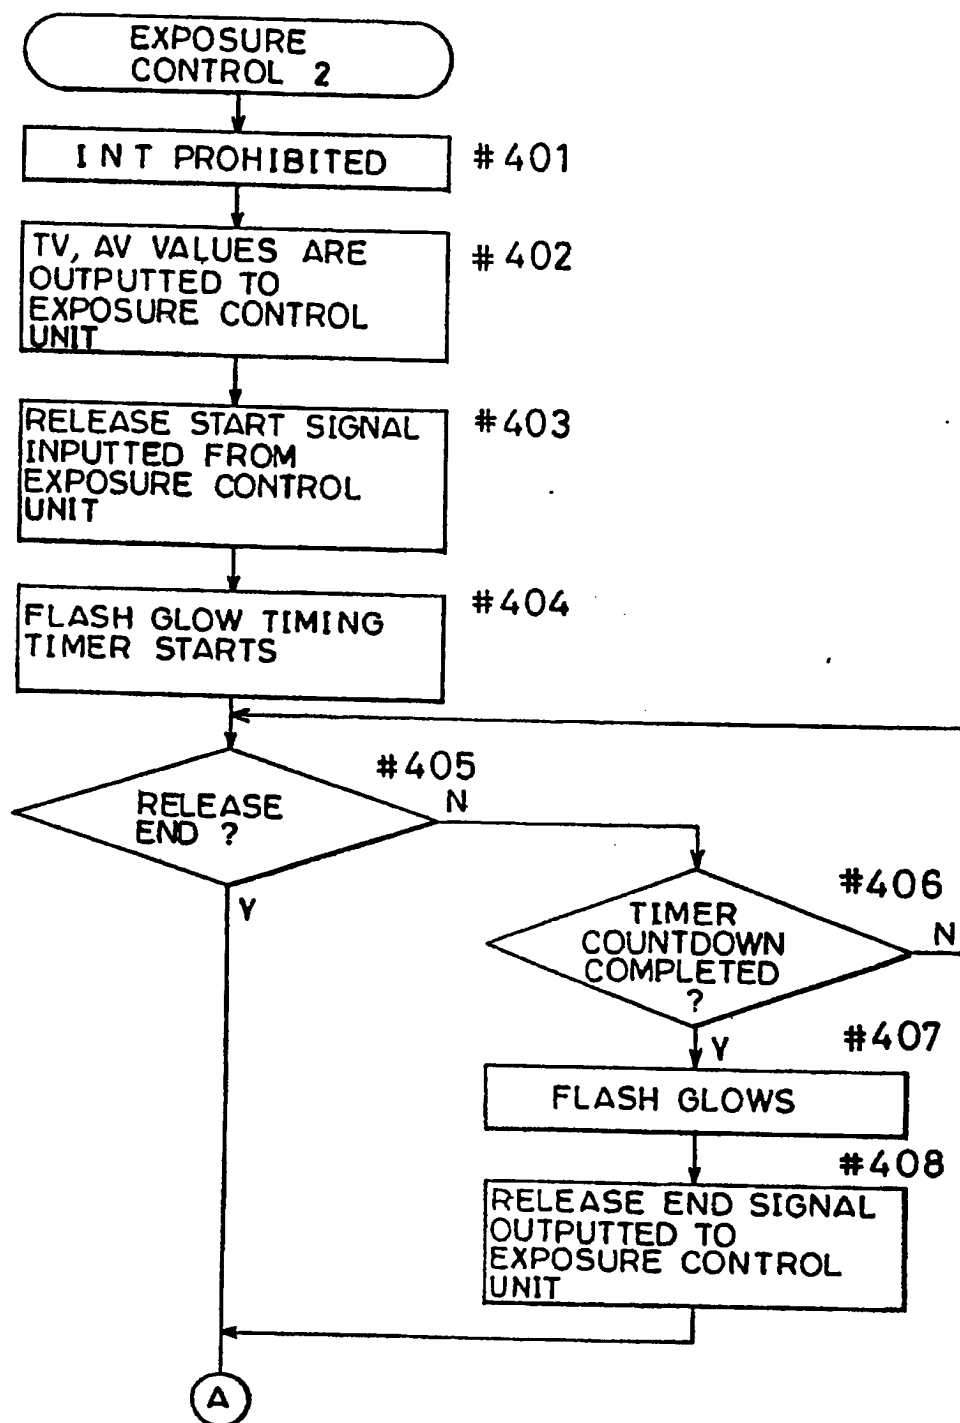 EXPOSURE
CONTROL 2
INT PROHIBITED
#401
TV, AV VALUES ARE
OUTPUTTED TO
EXPOSURE CONTROL
UNIT
#402
RELEASE START SIGNAL
INPUTTED FROM
EXPOSURE CONTROL
UNIT
#403
FLASH GLOW TIMING
TIMER STARTS
#404
#405
RELEASE
END ?
N
Y
#406
TIMER
COUNTDOWN
COMPLETED
?
N
Y
#407
FLASH GLOWS
#408
RELEASE END SIGNAL
OUTPUTTED TO
EXPOSURE CONTROL
UNIT
A